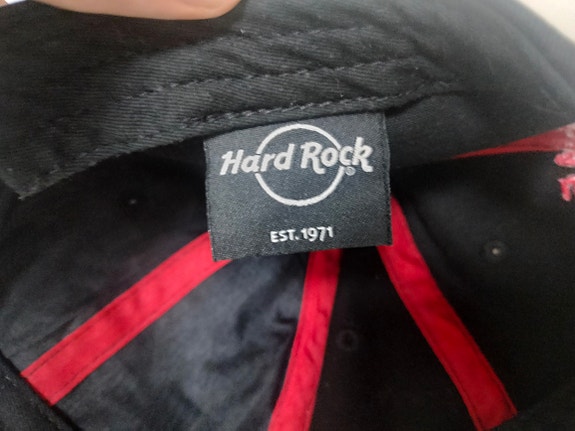 Hard Rock®
EST. 1971